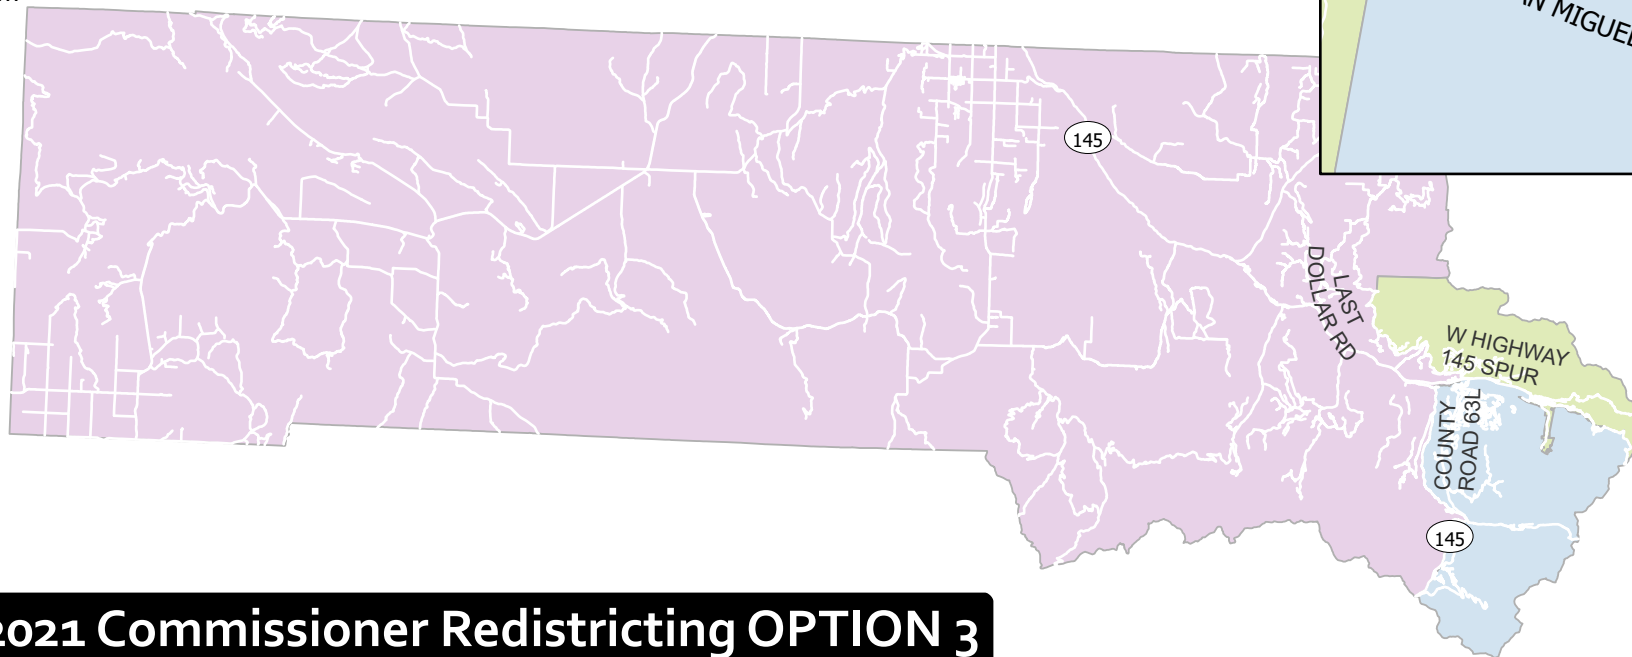 MIGUEL
145
LAST
DOLLAR RD
W HIGHWAY
145 SPUR
COUNTY
ROAD 63L
145
2021 Commissioner Redistricting OPTION 3